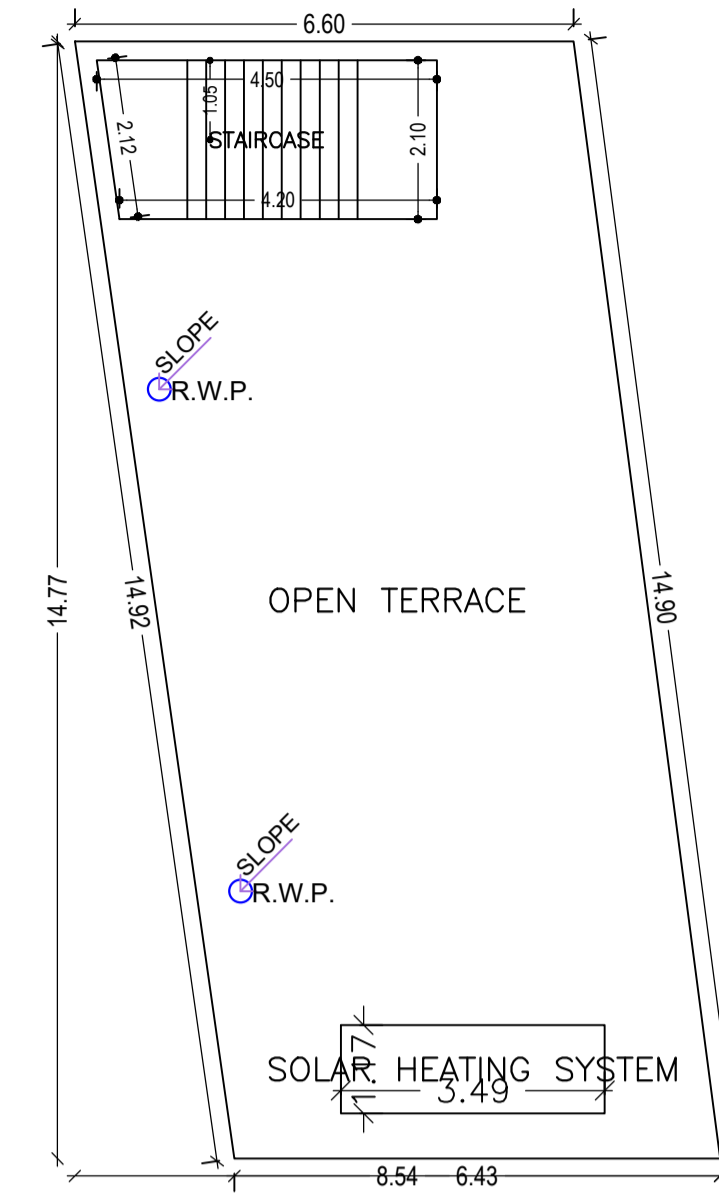 6.60
4.50
1.05
2.12
STAIRCASE
2.10
4.20
SLOPE
R.W.P.
14.77
14.92
OPEN TERRACE
14.90
SLOPE
R.W.P.
SOLAR HEATING SYSTEM
3.49
8.54
6.43